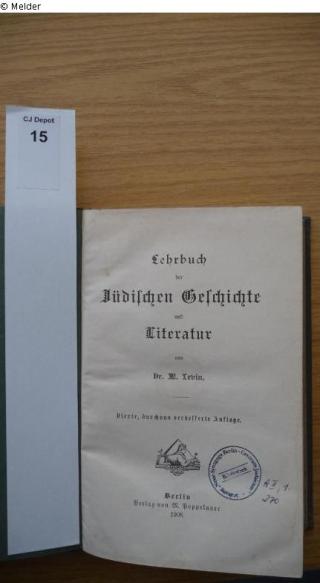 © Melder
CJ Depot
15
Lehrbuch
der
Jüdischen Geschichte
und
Literatur
von
Dr. M. Levin.
Vierte, durchaus verbesserte Auflage.
Berlin
Verlag von M. Poppelauer
1908.